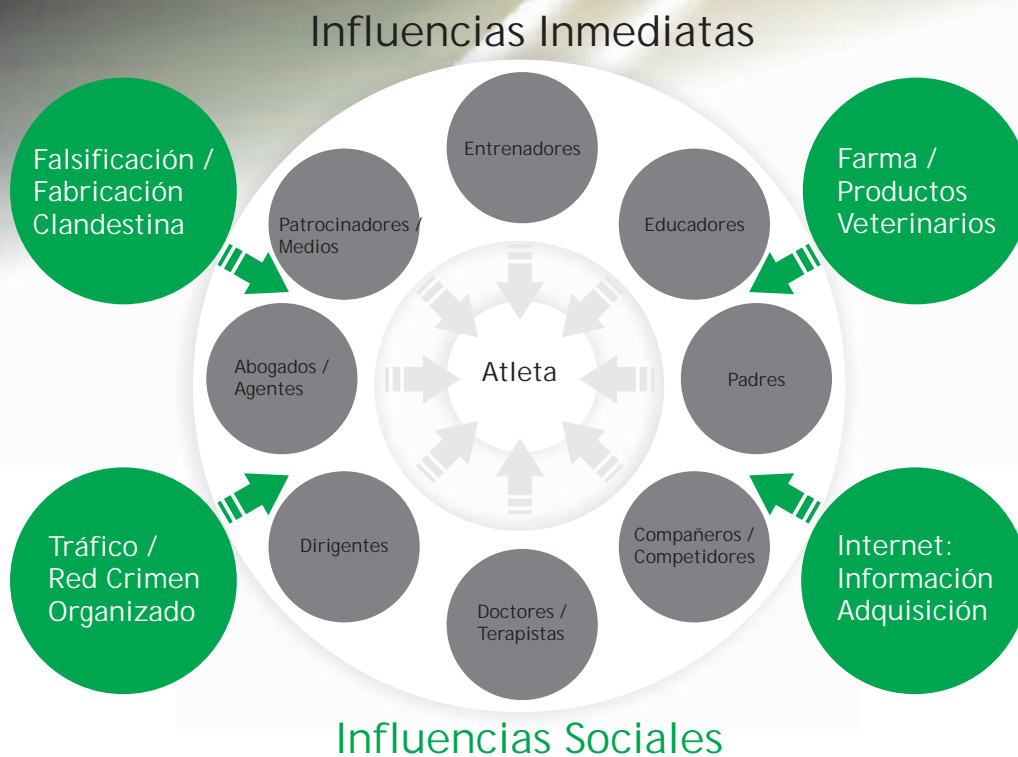 Influencias Inmediatas
Falsificación /
Fabricación
Clandestina
Farma /
Productos
Veterinarios
Entrenadores
Patrocinadores /
Medios
Educadores
Abogados /
Agentes
Atleta
Padres
Tráfico /
Red Crimen
Organizado
Dirigentes
Compañeros /
Competidores
Internet:
Información
Adquisición
Doctores /
Terapistas
Influencias Sociales